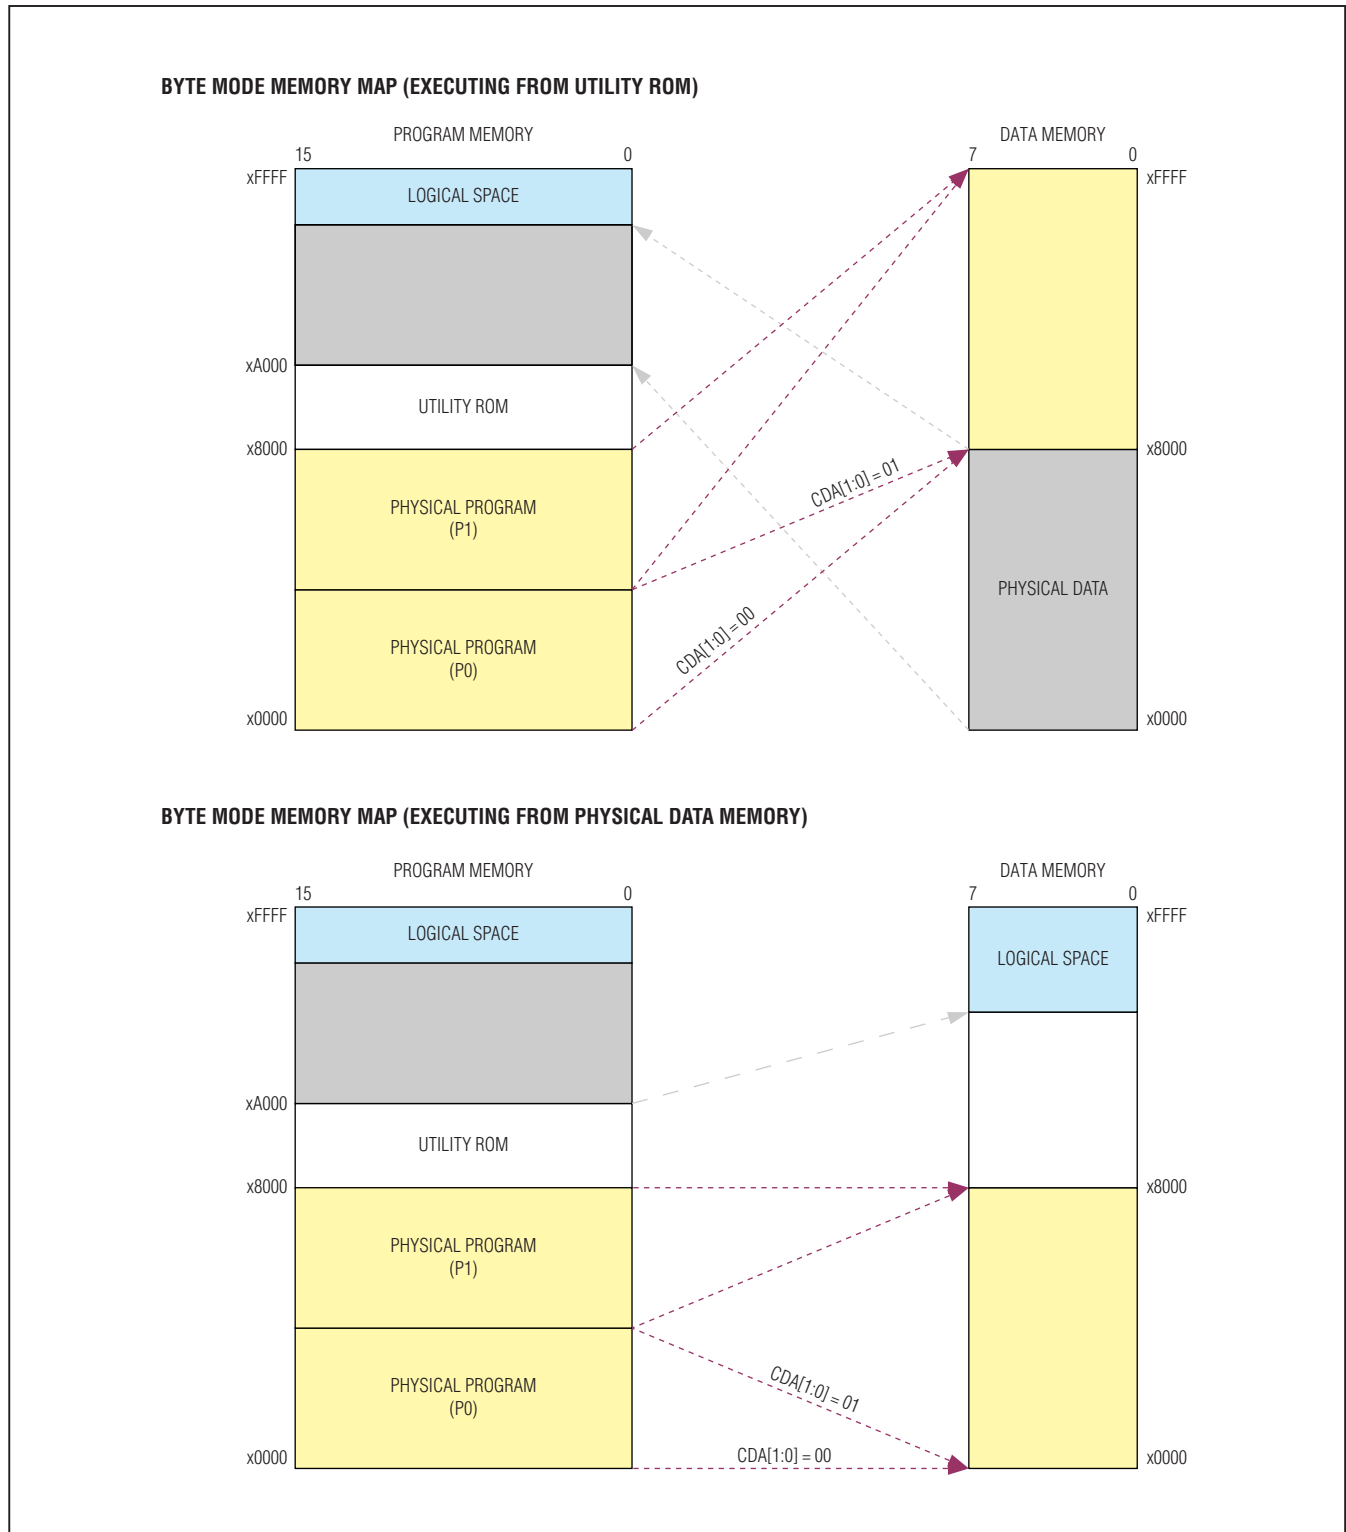 BYTE MODE MEMORY MAP (EXECUTING FROM UTILITY ROM)
PROGRAM MEMORY
DATA MEMORY
15 0
7 0
xFFFF
LOGICAL SPACE
xFFFF
xA000
UTILITY ROM
x8000
x8000
CDA[1:0] = 01
PHYSICAL PROGRAM
(P1)
PHYSICAL DATA
CDA[1:0] = 00
PHYSICAL PROGRAM
(P0)
x0000
x0000
BYTE MODE MEMORY MAP (EXECUTING FROM PHYSICAL DATA MEMORY)
PROGRAM MEMORY
DATA MEMORY
15 0
7 0
xFFFF
xFFFF
LOGICAL SPACE
LOGICAL SPACE
xA000
UTILITY ROM
x8000
x8000
PHYSICAL PROGRAM
(P1)
CDA[1:0] = 01
PHYSICAL PROGRAM
(P0)
x0000
CDA[1:0] = 00
x0000